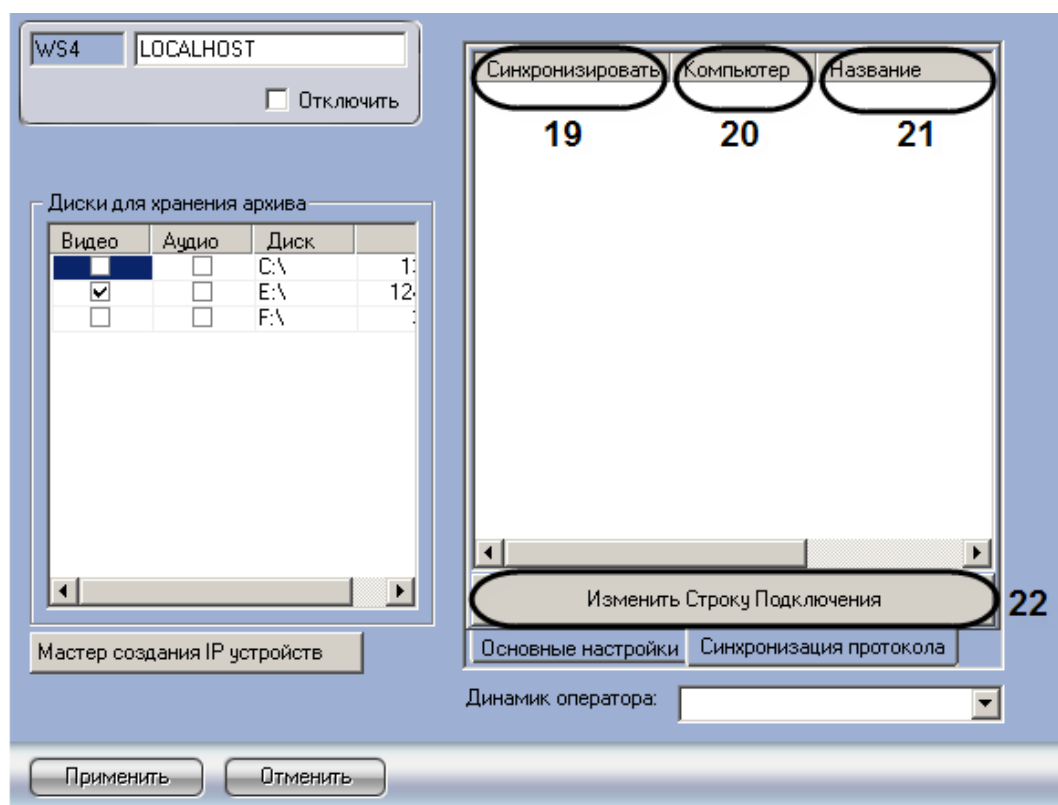 WS4 LOCALHOST
Отключить
Диски для хранения архива
Видео Аудио Диск
C:\
E:\
F:\
Мастер создания IP устройств
Синхронизировать Компьютер Название
19 20 21
Изменить Строку Подключения 22
Основные настройки Синхронизация протокола
Динамик оператора:
Применить Отменить